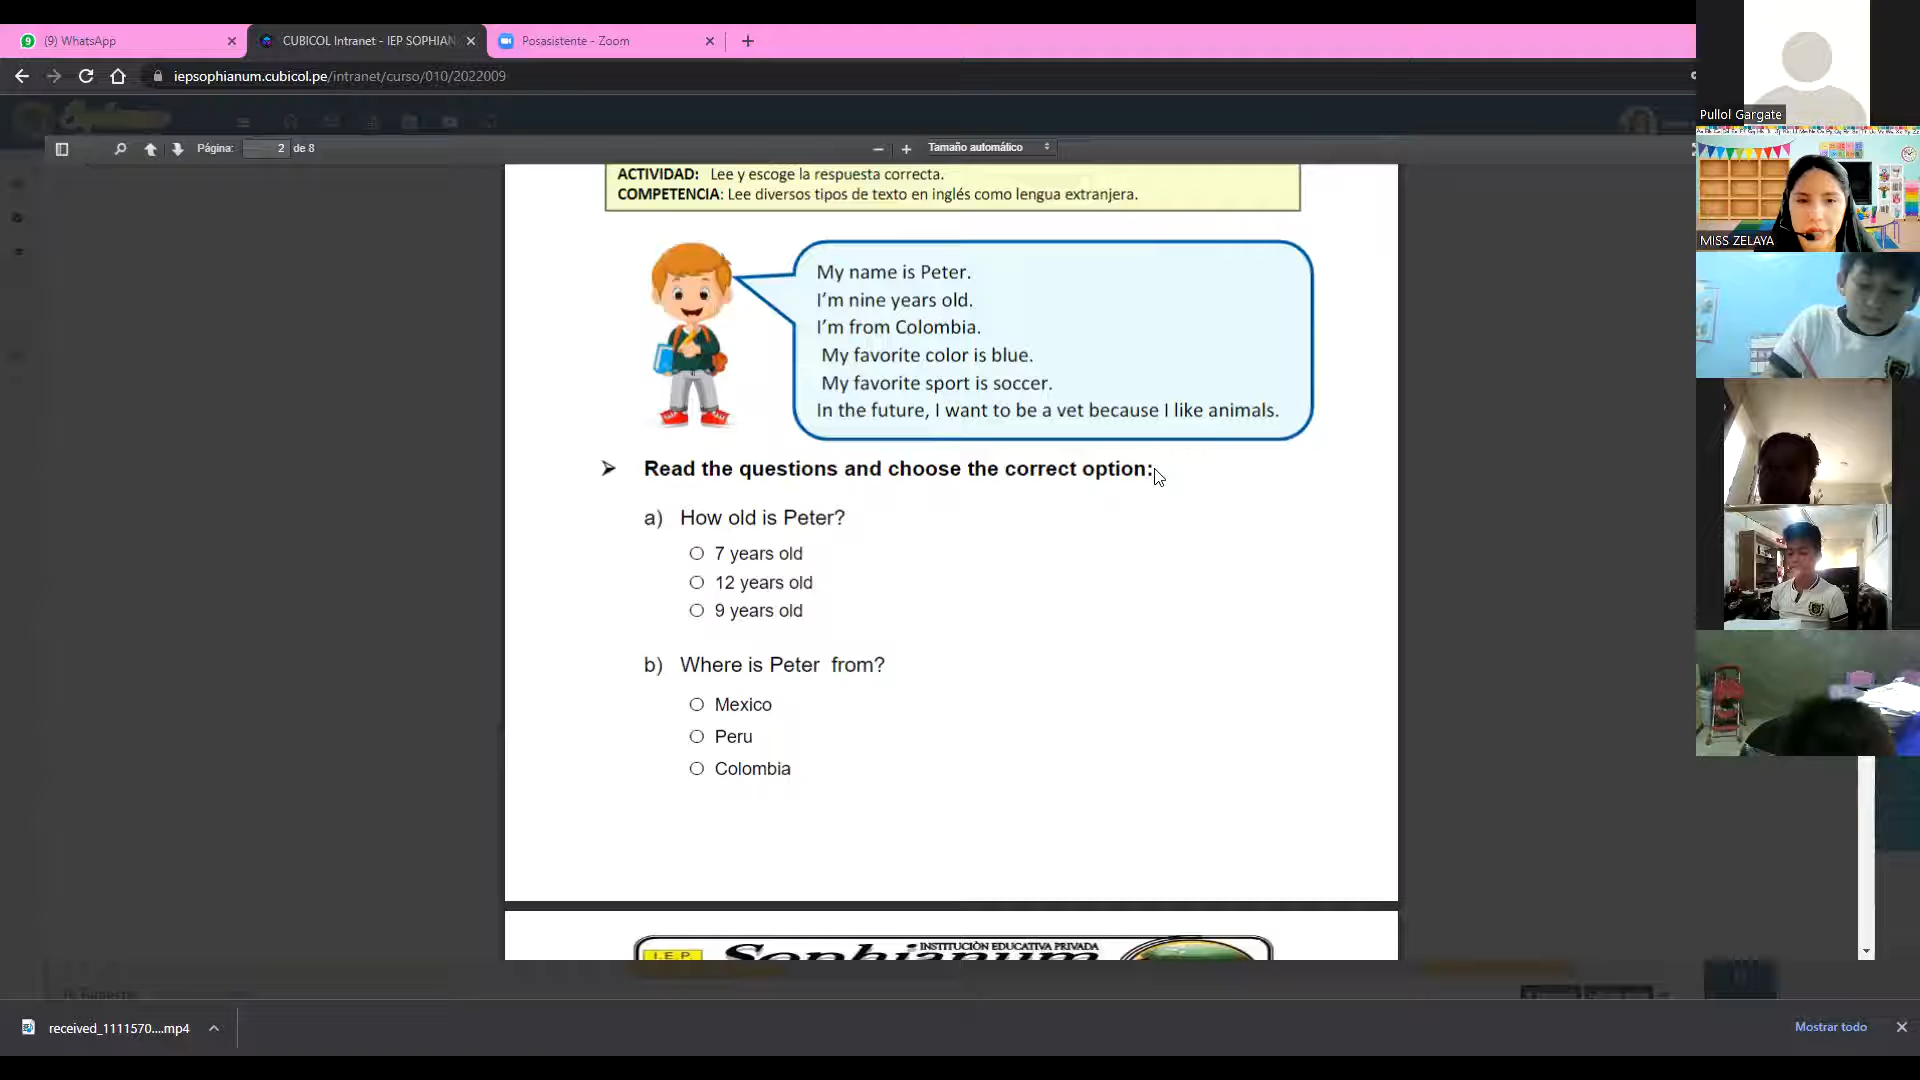 (9) WhatsApp
CUBICOL Intranet - IEP SOPHIAN
Posasistente - Zoom
iepsophianum.cubicol.pe/intranet/curso/010/2022009
Página: 2 de 8
Tamaño automático
ACTIVIDAD: Lee y escoge la respuesta correcta.
COMPETENCIA: Lee diversos tipos de texto en inglés como lengua extranjera.
My name is Peter.
I'm nine years old.
I'm from Colombia.
My favorite color is blue.
My favorite sport is soccer.
In the future, I want to be a vet because I like animals.
➢ Read the questions and choose the correct option:
a) How old is Peter?
7 years old
12 years old
9 years old
b) Where is Peter from?
Mexico
Peru
Colombia
INSTITUCIÓN EDUCATIVA PRIVADA
I.E.P.
Sophianum
Pullol Gargate
MISS ZELAYA
received_1111570....mp4
Mostrar todo